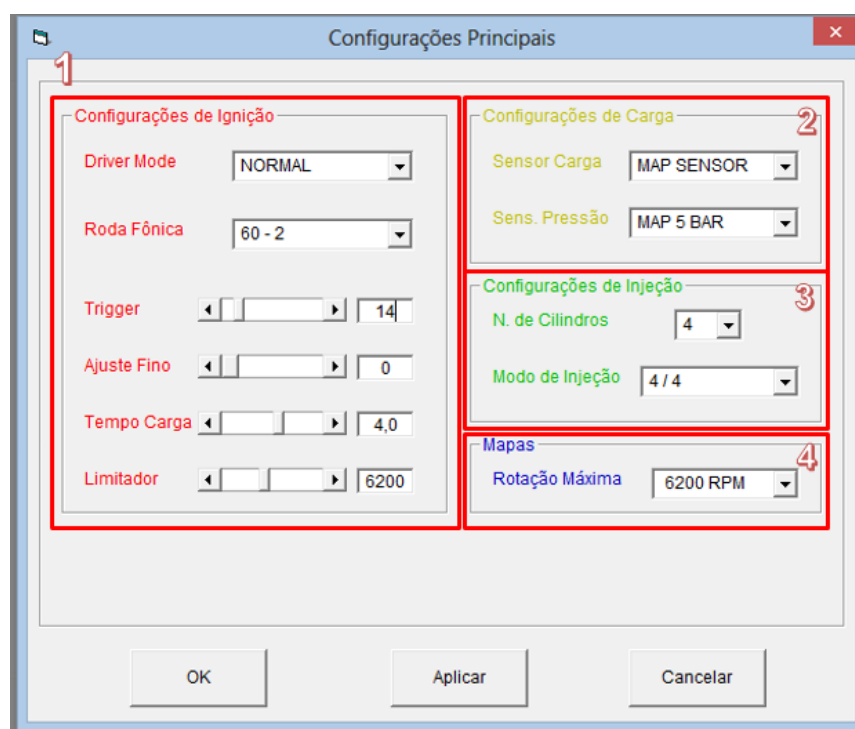 Configurações Principais
1
Configurações de Ignição
Driver Mode NORMAL
Roda Fônica 60 - 2
Trigger 14
Ajuste Fino 0
Tempo Carga 4,0
Limitador 6200
Configurações de Carga 2
Sensor Carga MAP SENSOR
Sens. Pressão MAP 5 BAR
Configurações de Injeção 3
N. de Cilindros 4
Modo de Injeção 4 / 4
Mapas 4
Rotação Máxima 6200 RPM
OK Aplicar Cancelar